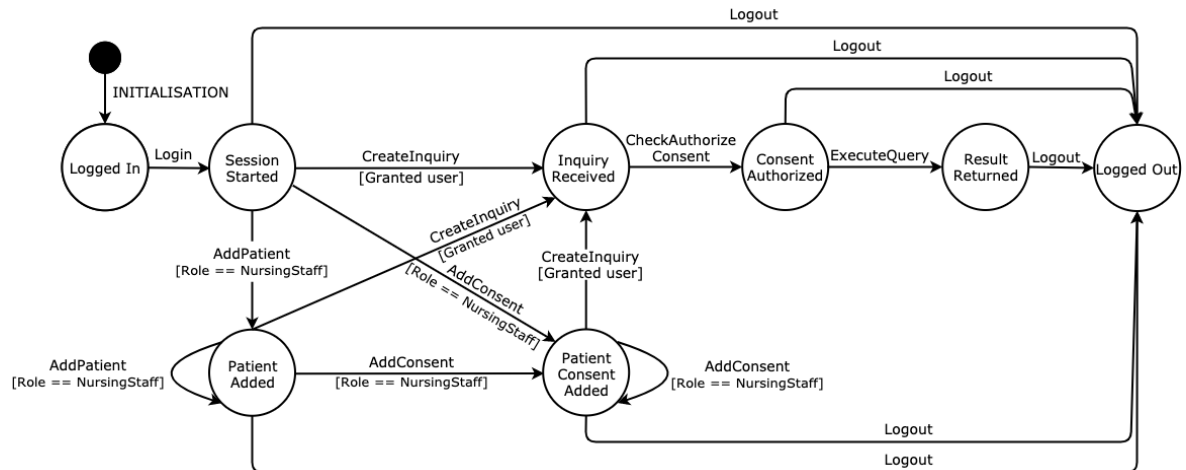 Logout
Logout
Logout
INITIALISATION
Logged In
Login
Session
Started
CreateInquiry
[Granted user]
Inquiry
Received
CheckAuthorize
Consent
Consent
Authorized
ExecuteQuery
Result
Returned
Logout
Logged Out
CreateInquiry
[Granted user]
AddPatient
[Role == NursingStaff]
AddConsent
[Role == NursingStaff]
CreateInquiry
[Granted user]
AddPatient
[Role == NursingStaff]
Patient
Added
AddConsent
[Role == NursingStaff]
Patient
Consent
Added
AddConsent
[Role == NursingStaff]
Logout
Logout